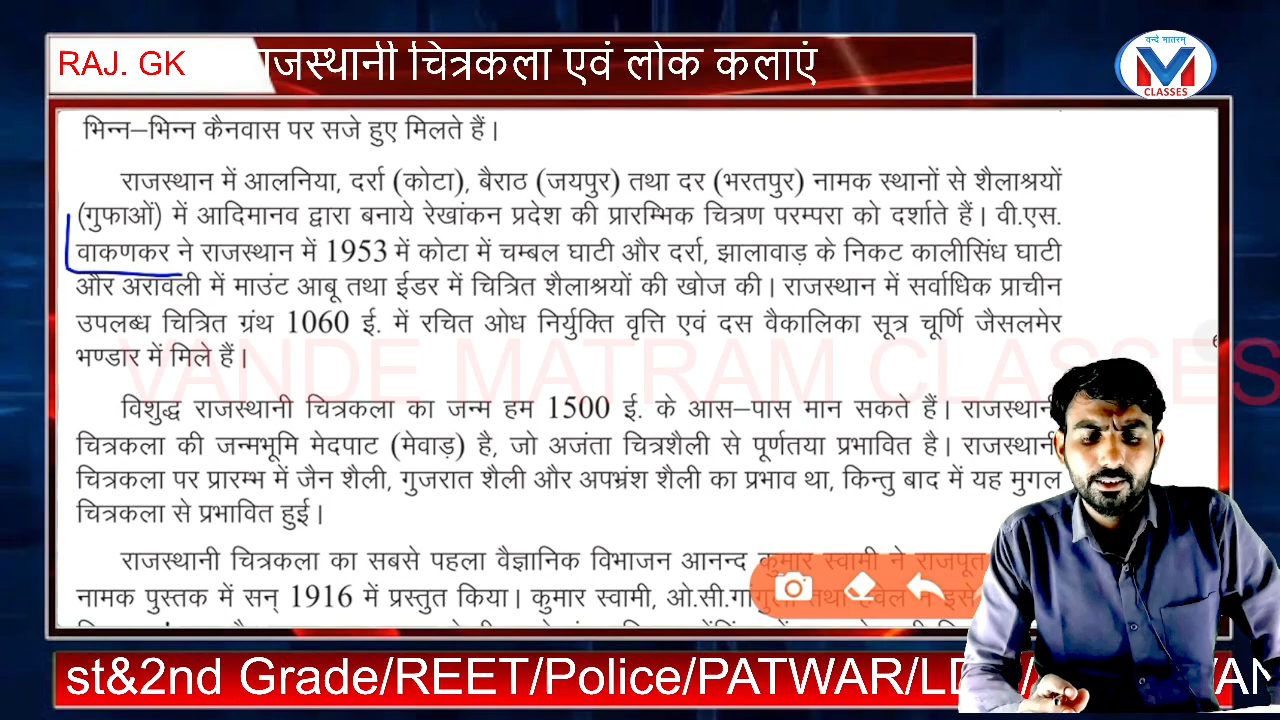 RAJ. GK
राजस्थानी चित्रकला एवं लोक कलाएं
वन्दे मातरम्
CLASSES
भिन्न–भिन्न कैनवास पर सजे हुए मिलते हैं।
राजस्थान में आलनिया, दर्रा (कोटा), बैराठ (जयपुर) तथा दर (भरतपुर) नामक स्थानों से शैलाश्रयों
(गुफाओं) में आदिमानव द्वारा बनाये रेखांकन प्रदेश की प्रारम्भिक चित्रण परम्परा को दर्शाते हैं। वी.एस.
वाकणकर ने राजस्थान में 1953 में कोटा में चम्बल घाटी और दर्रा, झालावाड़ के निकट कालीसिंध घाटी
और अरावली में माउंट आबू तथा ईडर में चित्रित शैलाश्रयों की खोज की। राजस्थान में सर्वाधिक प्राचीन
उपलब्ध चित्रित ग्रंथ 1060 ई. में रचित ओध निर्युक्ति वृत्ति एवं दस वैकालिका सूत्र चूर्णि जैसलमेर
भण्डार में मिले हैं।
VANDE MATRAM CLASSES
विशुद्ध राजस्थानी चित्रकला का जन्म हम 1500 ई. के आस–पास मान सकते हैं। राजस्थानी
चित्रकला की जन्मभूमि मेदपाट (मेवाड़) है, जो अजंता चित्रशैली से पूर्णतया प्रभावित है। राजस्थानी
चित्रकला पर प्रारम्भ में जैन शैली, गुजरात शैली और अपभ्रंश शैली का प्रभाव था, किन्तु बाद में यह मुगल
चित्रकला से प्रभावित हुई।
राजस्थानी चित्रकला का सबसे पहला वैज्ञानिक विभाजन आनन्द कुमार स्वामी ने राजपूत
नामक पुस्तक में सन् 1916 में प्रस्तुत किया। कुमार स्वामी, ओ.सी.गांगुली तथा हैवेल ने इसे
st&2nd Grade/REET/Police/PATWAR/LD